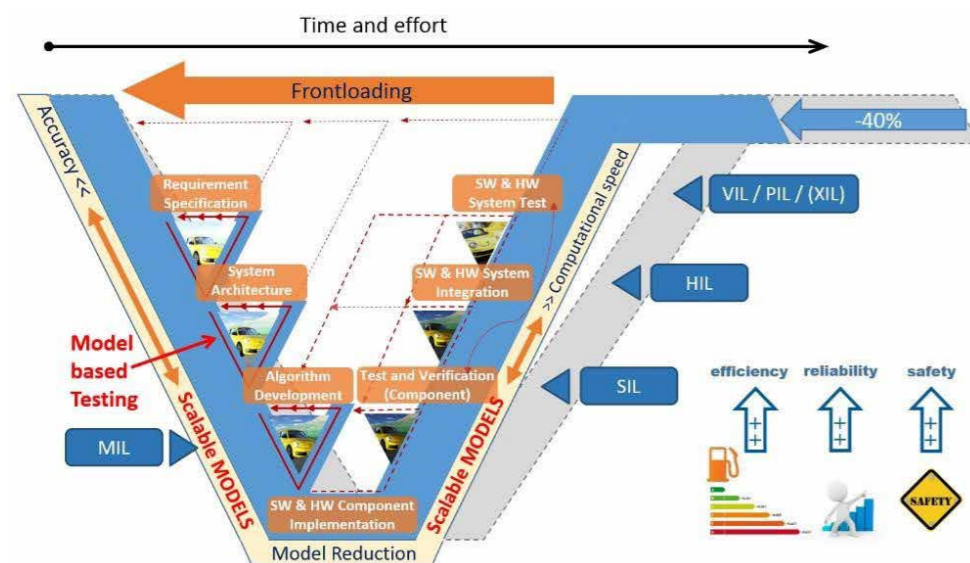 Time and effort
Frontloading
-40%
Accuracy <<
Requirement
Specification
SW & HW
System Test
VIL / PIL / (XIL)
System
Architecture
SW & HW System
Integration
>> Computational speed
HIL
Model
based
Testing
Algorithm
Development
Test and Verification
(Component)
SIL
efficiency
reliability
safety
MIL
Scalable MODELS
Scalable MODELS
SW & HW Component
Implementation
Model Reduction
++
++
++
SAFETY